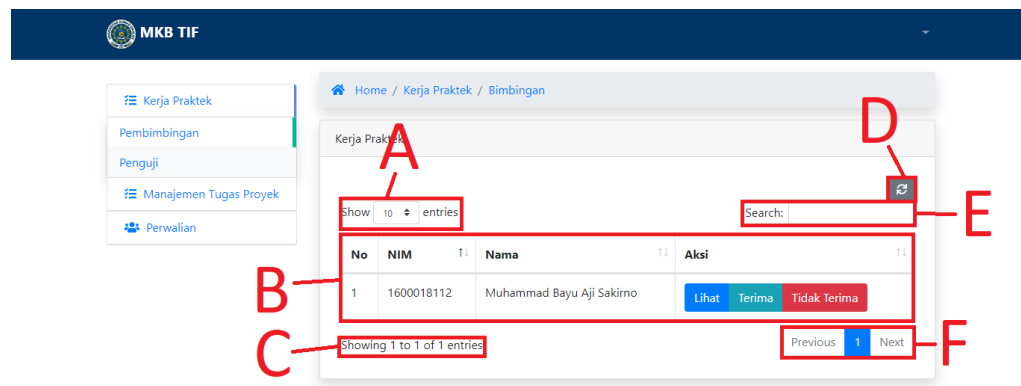 MKB TIF
Home / Kerja Praktek / Bimbingan
Kerja Praktek
Pembimbingan
Penguji
Manajemen Tugas Proyek
Perwalian
Kerja Praktek
A
D
Show 10 entries
Search:
E
No NIM Nama Aksi
1 1600018112 Muhammad Bayu Aji Sakirno Lihat Terima Tidak Terima
B
Showing 1 to 1 of 1 entries
Previous 1 Next
C
F